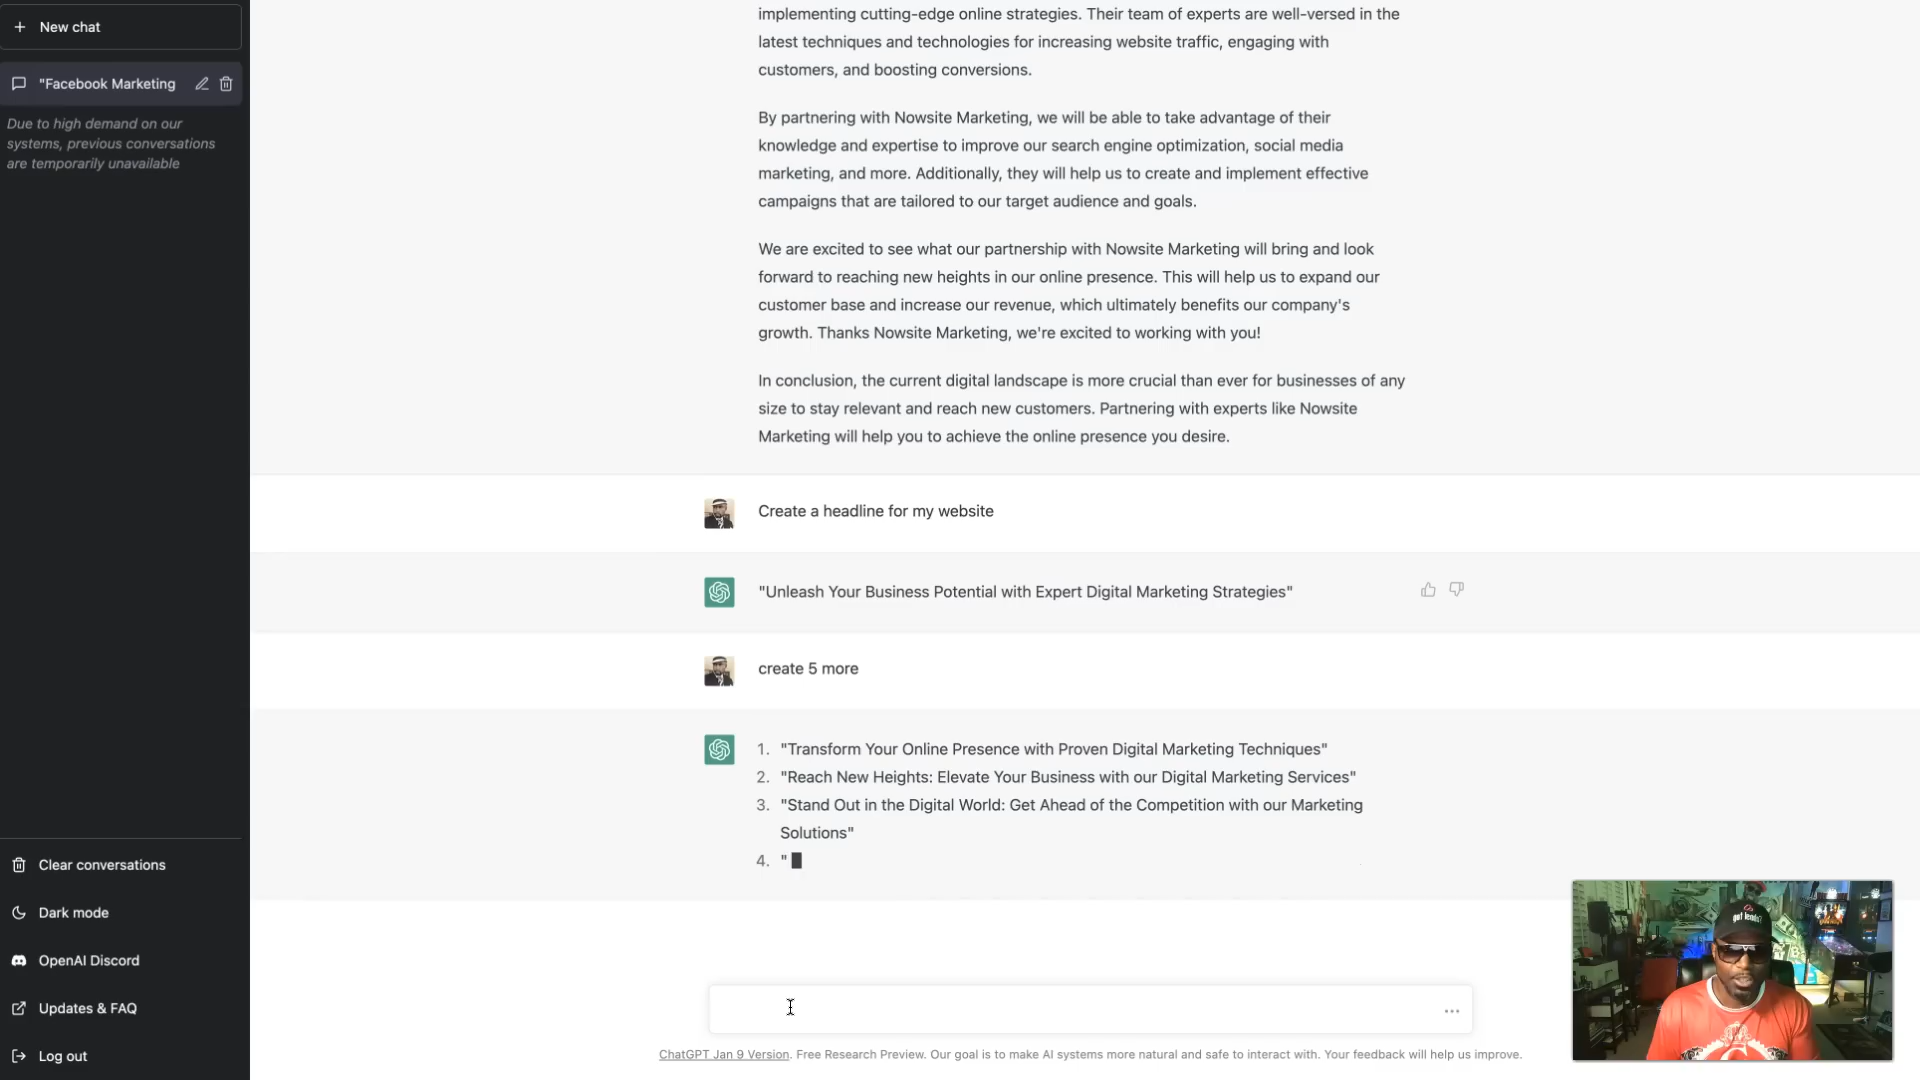 New chat
"Facebook Marketing
Due to high demand on our
systems, previous conversations
are temporarily unavailable
Clear conversations
Dark mode
OpenAI Discord
Updates & FAQ
Log out
implementing cutting-edge online strategies. Their team of experts are well-versed in the
latest techniques and technologies for increasing website traffic, engaging with
customers, and boosting conversions.
By partnering with Nowsite Marketing, we will be able to take advantage of their
knowledge and expertise to improve our search engine optimization, social media
marketing, and more. Additionally, they will help us to create and implement effective
campaigns that are tailored to our target audience and goals.
We are excited to see what our partnership with Nowsite Marketing will bring and look
forward to reaching new heights in our online presence. This will help us to expand our
customer base and increase our revenue, which ultimately benefits our company's
growth. Thanks Nowsite Marketing, we're excited to working with you!
In conclusion, the current digital landscape is more crucial than ever for businesses of any
size to stay relevant and reach new customers. Partnering with experts like Nowsite
Marketing will help you to achieve the online presence you desire.
Create a headline for my website
"Unleash Your Business Potential with Expert Digital Marketing Strategies"
create 5 more
1. "Transform Your Online Presence with Proven Digital Marketing Techniques"
2. "Reach New Heights: Elevate Your Business with our Digital Marketing Services"
3. "Stand Out in the Digital World: Get Ahead of the Competition with our Marketing
Solutions"
4. "
ChatGPT Jan 9 Version. Free Research Preview. Our goal is to make AI systems more natural and safe to interact with. Your feedback will help us improve.
got leads?